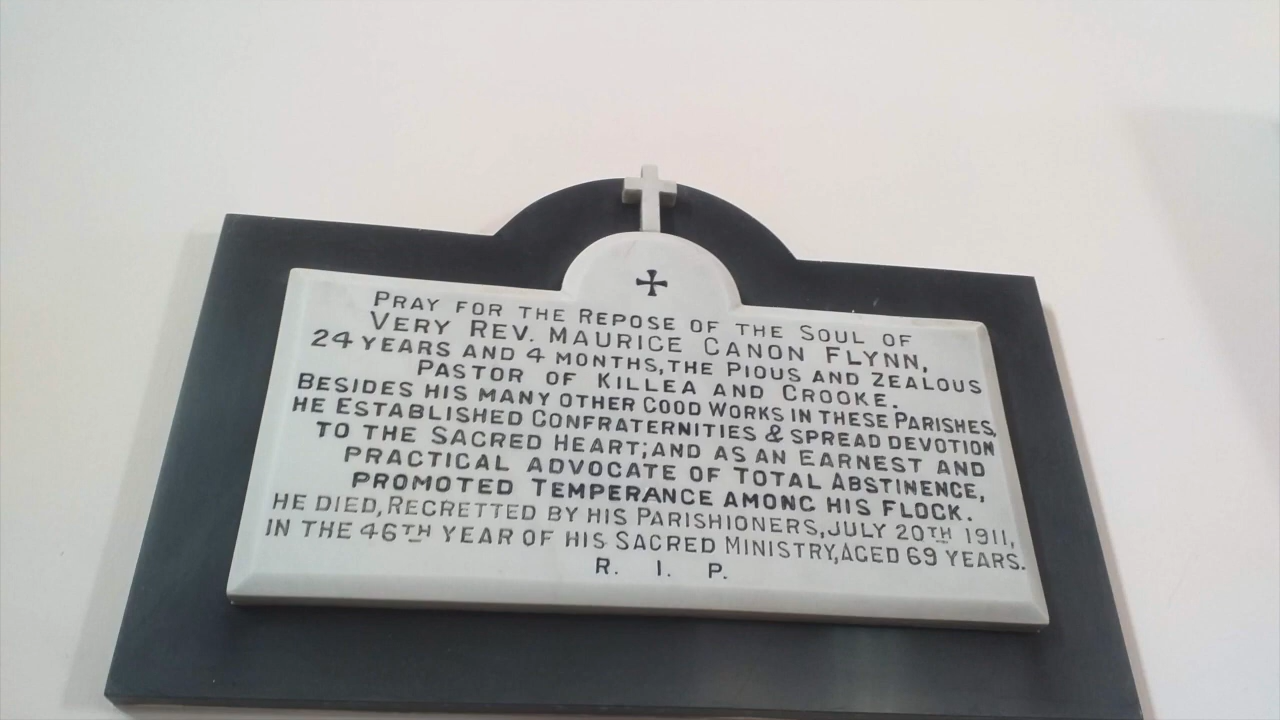 PRAY FOR THE REPOSE OF THE SOUL OF
VERY REV. MAURICE CANON FLYNN,
24 YEARS AND 4 MONTHS, THE PIOUS AND ZEALOUS
PASTOR OF KILLEA AND CROOKE.
BESIDES HIS MANY OTHER GOOD WORKS IN THESE PARISHES,
HE ESTABLISHED CONFRATERNITIES & SPREAD DEVOTION
TO THE SACRED HEART; AND AS AN EARNEST AND
PRACTICAL ADVOCATE OF TOTAL ABSTINENCE,
PROMOTED TEMPERANCE AMONG HIS FLOCK.
HE DIED, REGRETTED BY HIS PARISHIONERS, JULY 20TH 1911,
IN THE 46TH YEAR OF HIS SACRED MINISTRY, AGED 69 YEARS.
R. I. P.